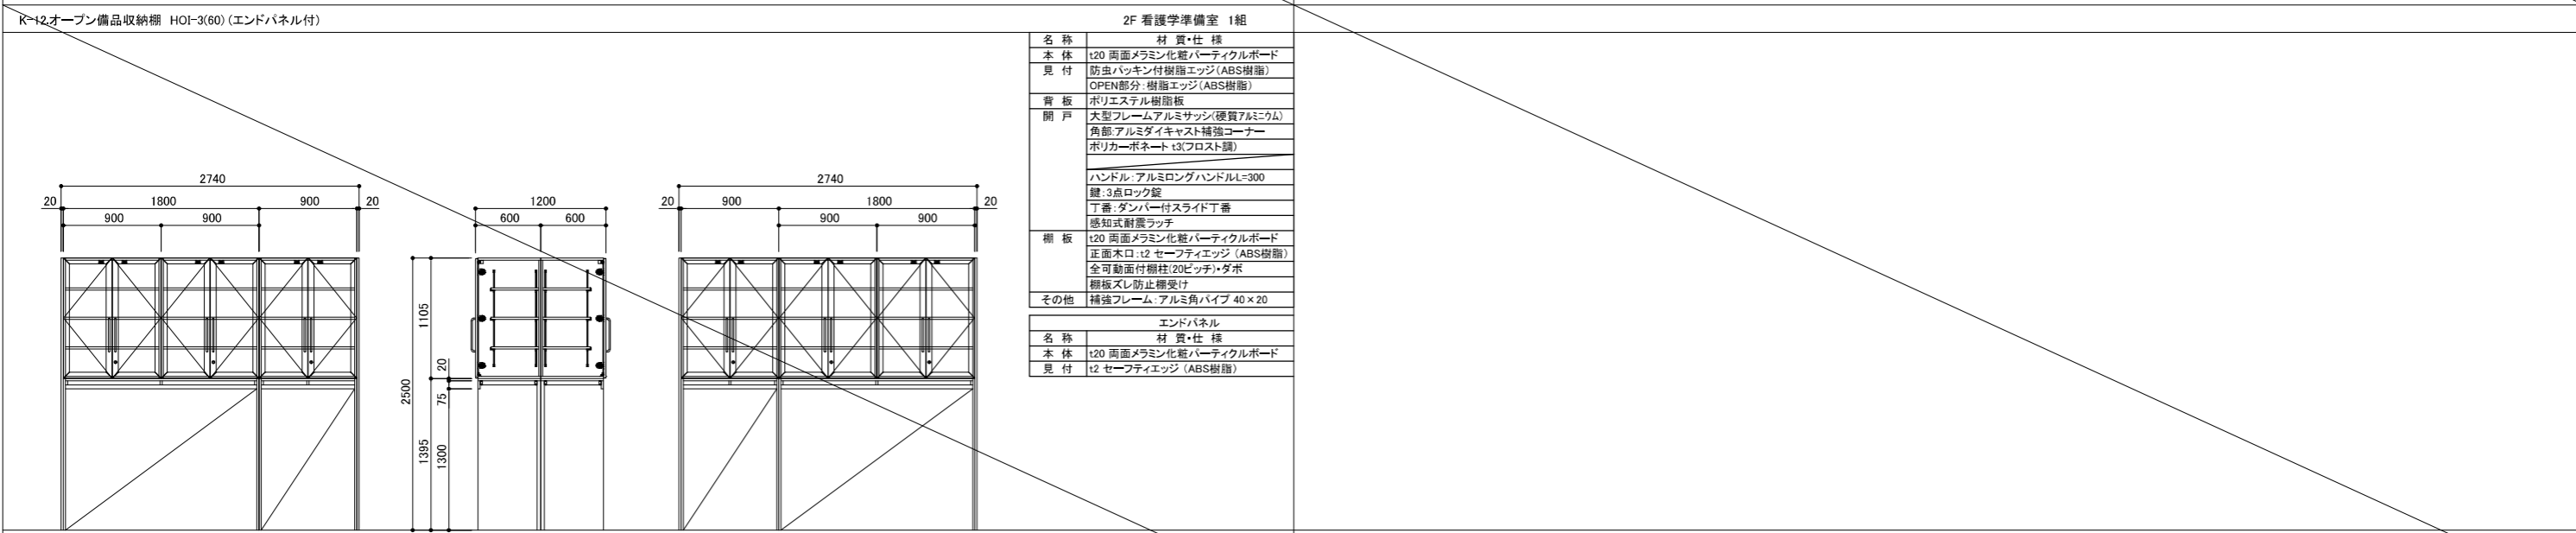 K-12.オープン備品収納棚 HOI-3(60)(エンドパネル付)
2F 看護学準備室 1組
名 称 材 質・仕 様
本 体 t20 両面メラミン化粧パーティクルボード
見 付 防虫パッキン付樹脂エッジ(ABS樹脂)
OPEN部分:樹脂エッジ(ABS樹脂)
背 板 ポリエステル樹脂板
開 戸 大型フレームアルミサッシ(硬質アルミニウム)
角部:アルミダイキャスト補強コーナー
ポリカーボネート t3(フロスト調)
ハンドル:アルミロングハンドルL=300
鍵:3点ロック錠
丁番:ダンパー付スライド丁番
感知式耐震ラッチ
棚 板 t20 両面メラミン化粧パーティクルボード
正面木口:t2 セーフティエッジ (ABS樹脂)
全可動面付棚柱(20ピッチ)・ダボ
棚板ズレ防止棚受け
その他 補強フレーム:アルミ角パイプ 40×20
エンドパネル
名 称 材 質・仕 様
本 体 t20 両面メラミン化粧パーティクルボード
見 付 t2 セーフティエッジ (ABS樹脂)
2740
20 1800 900 20
900 900
1200
600 600
2740
20 900 1800 20
900 900
2500
1105
1395
20
75
1300